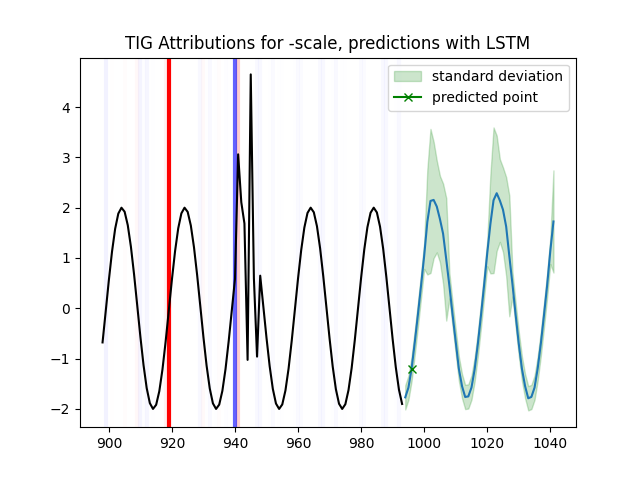 TIG Attributions for -scale, predictions with LSTM
standard deviation
predicted point
4
3
2
1
0
−1
−2
900 920 940 960 980 1000 1020 1040